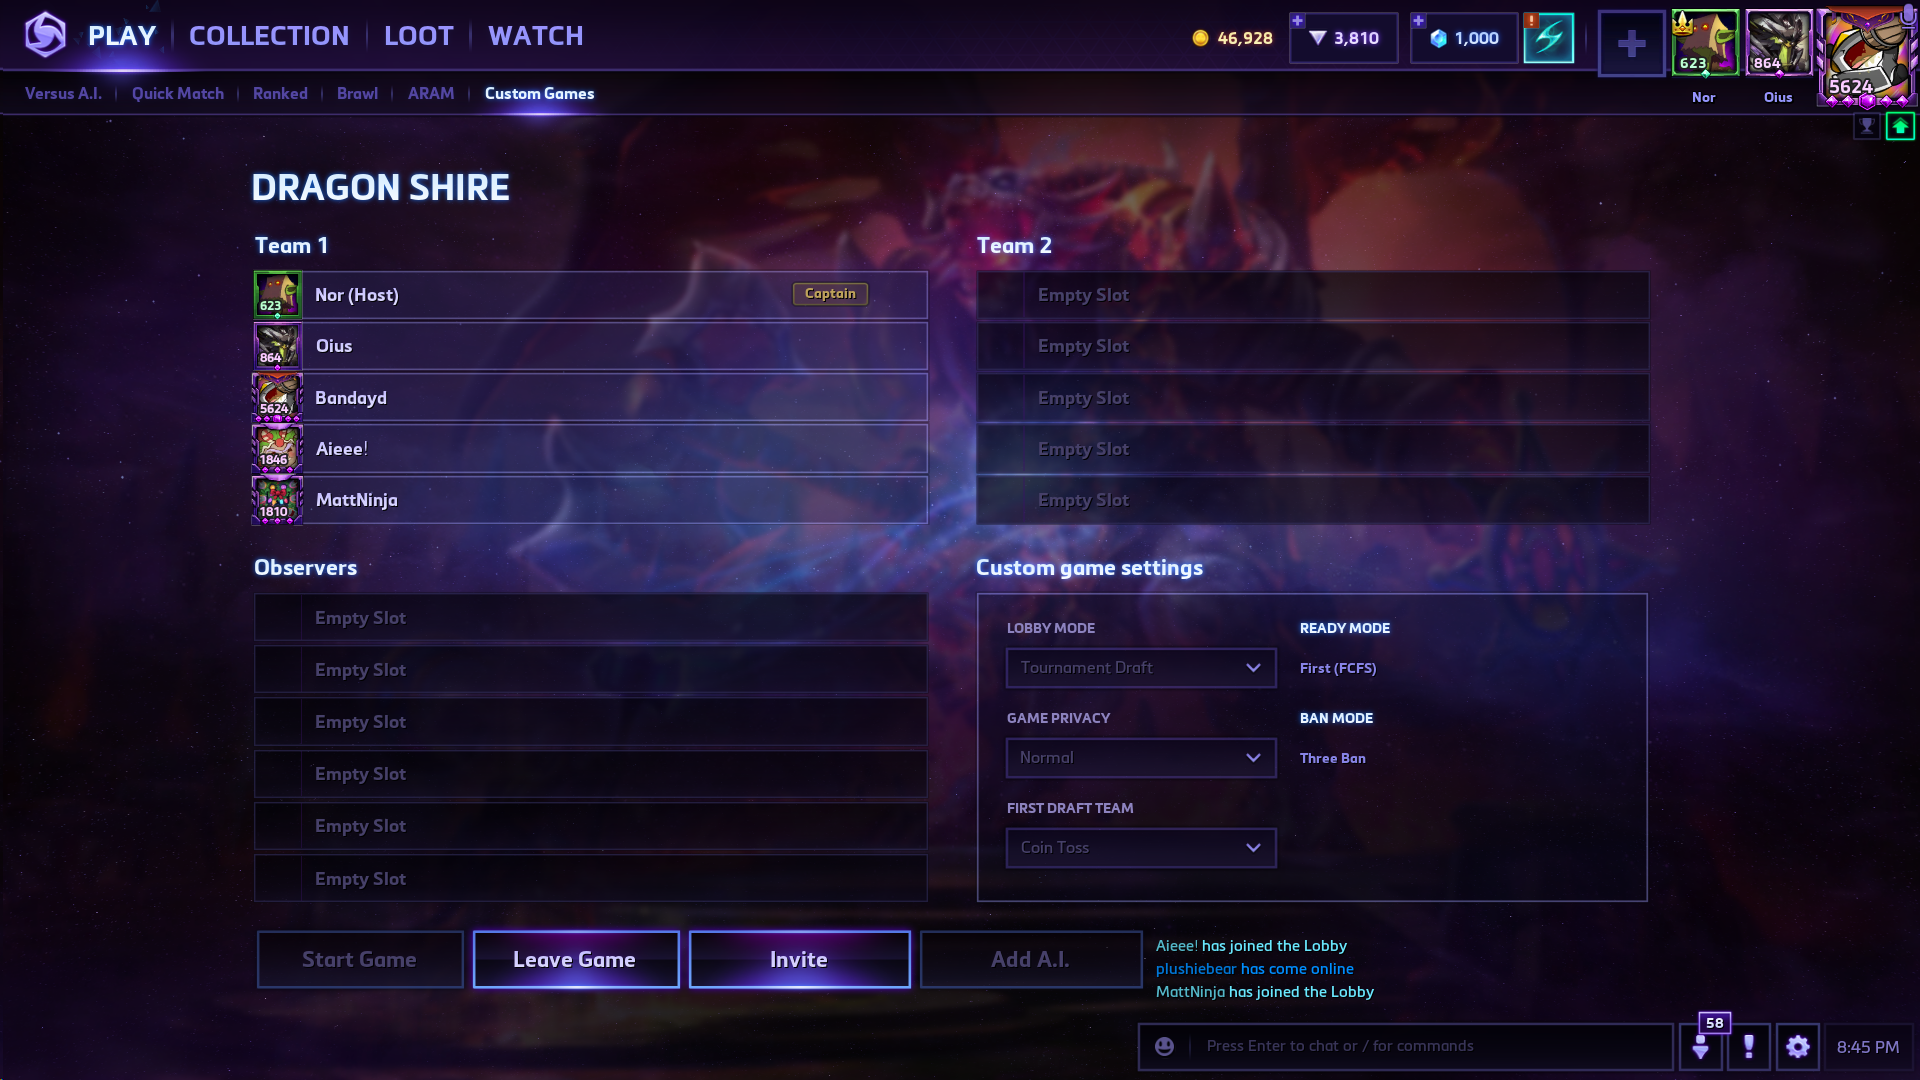 PLAY COLLECTION LOOT WATCH
46,928 3,810 1,000
623 864 5624
Nor Oius
Versus A.I. Quick Match Ranked Brawl ARAM Custom Games
DRAGON SHIRE
Team 1
623 Nor (Host) Captain
864 Oius
5624 Bandayd
1846 Aieee!
1810 MattNinja
Team 2
Empty Slot
Empty Slot
Empty Slot
Empty Slot
Empty Slot
Observers
Empty Slot
Empty Slot
Empty Slot
Empty Slot
Empty Slot
Empty Slot
Custom game settings
LOBBY MODE READY MODE
Tournament Draft First (FCFS)
GAME PRIVACY BAN MODE
Normal Three Ban
FIRST DRAFT TEAM
Coin Toss
Start Game Leave Game Invite Add A.I.
Aieee! has joined the Lobby
plushiebear has come online
MattNinja has joined the Lobby
58
Press Enter to chat or / for commands
8:45 PM